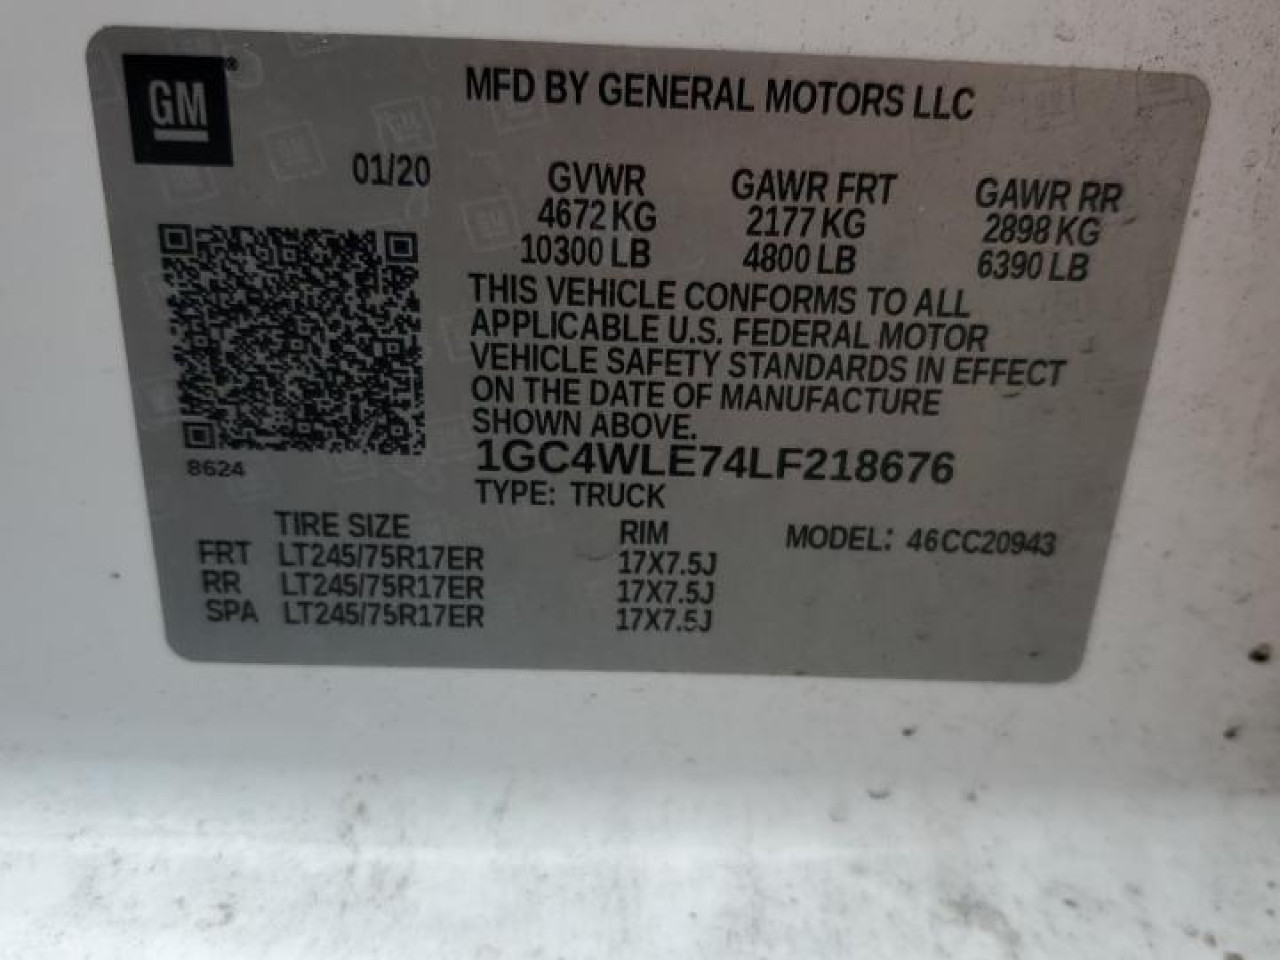 GM®
MFD BY GENERAL MOTORS LLC
01/20
GVWR GAWR FRT GAWR RR
4672 KG 2177 KG 2898 KG
10300 LB 4800 LB 6390 LB
THIS VEHICLE CONFORMS TO ALL
APPLICABLE U.S. FEDERAL MOTOR
VEHICLE SAFETY STANDARDS IN EFFECT
ON THE DATE OF MANUFACTURE
SHOWN ABOVE.
8624
1GC4WLE74LF218676
TYPE: TRUCK
TIRE SIZE RIM MODEL: 46CC20943
FRT LT245/75R17ER 17X7.5J
RR LT245/75R17ER 17X7.5J
SPA LT245/75R17ER 17X7.5J